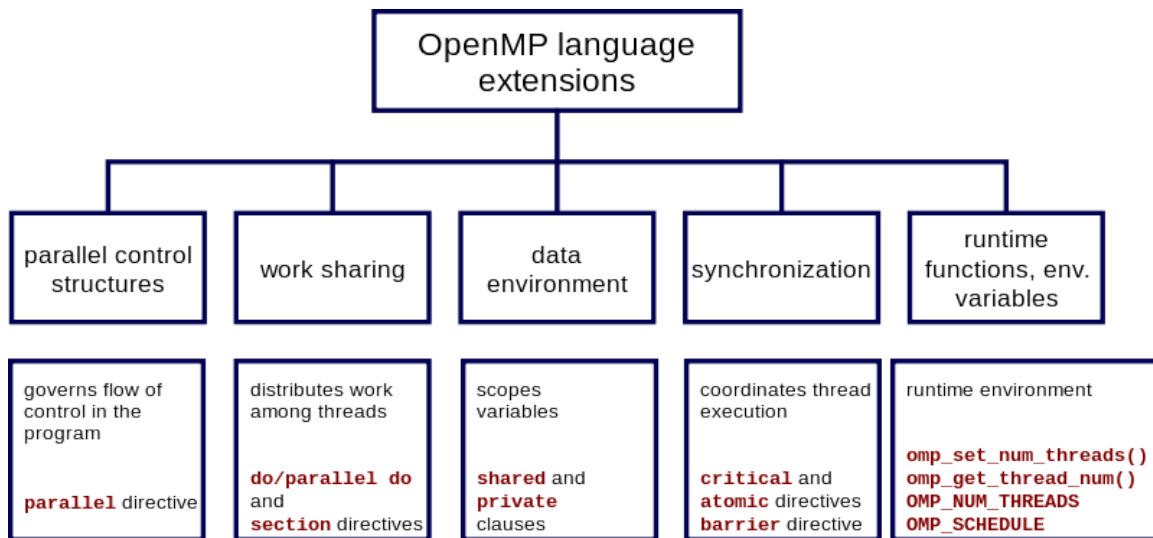 OpenMP language
extensions
parallel control
structures
work sharing
data
environment
synchronization
runtime
functions, env.
variables
governs flow of
control in the
program
parallel directive
distributes work
among threads
do/parallel do
and
section directives
scopes
variables
shared and
private
clauses
coordinates thread
execution
critical and
atomic directives
barrier directive
runtime environment
omp_set_num_threads()
omp_get_thread_num()
OMP_NUM_THREADS
OMP_SCHEDULE